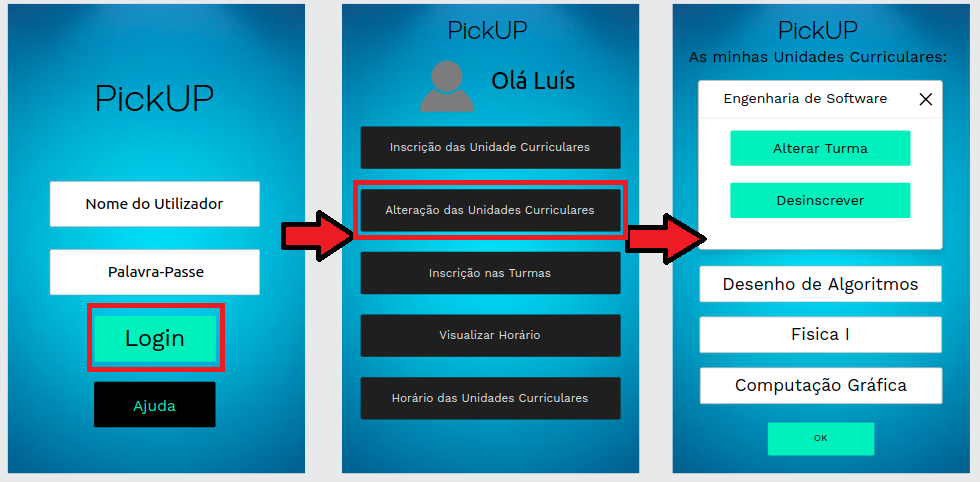 PickUP
Nome do Utilizador
Palavra-Passe
Login
Ajuda
PickUP
Olá Luís
Inscrição das Unidade Curriculares
Alteração das Unidades Curriculares
Inscrição nas Turmas
Visualizar Horário
Horário das Unidades Curriculares
PickUP
As minhas Unidades Curriculares:
Engenharia de Software
Alterar Turma
Desinscrever
Desenho de Algoritmos
Fisica I
Computação Gráfica
OK